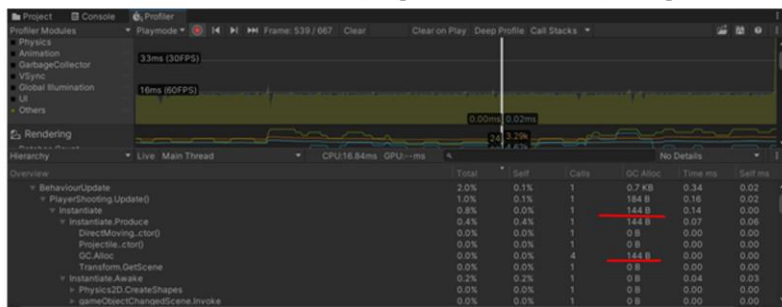 Project Console Profiler
Profiler Modules Playmode Frame: 539 / 667 Clear Clear on Play Deep Profile Call Stacks
Physics
Animation
GarbageCollector
VSync
Global Illumination
UI
Others
33ms (30FPS)
16ms (60FPS)
0.00ms 0.02ms
Rendering
24 3.29k
Hierarchy Live Main Thread CPU:16.84ms GPU:--ms No Details
Overview Total Self Calls GC Alloc Time ms Self ms
BehaviourUpdate 2.0% 0.1% 1 0.7 KB 0.34 0.02
PlayerShooting.Update() 1.0% 0.1% 1 184 B 0.16 0.02
Instantiate 0.8% 0.0% 1 144 B 0.14 0.00
Instantiate.Produce 0.4% 0.4% 1 144 B 0.07 0.06
DirectMoving..ctor() 0.0% 0.0% 1 0 B 0.00 0.00
Projectile..ctor() 0.0% 0.0% 1 0 B 0.00 0.00
GC.Alloc 0.0% 0.0% 4 144 B 0.00 0.00
Transform.GetScene 0.0% 0.0% 1 0 B 0.00 0.00
Instantiate.Awake 0.2% 0.2% 1 0 B 0.04 0.03
Physics2D.CreateShapes 0.0% 0.0% 1 0 B 0.00 0.00
gameObjectChangedScene.Invoke 0.0% 0.0% 1 0 B 0.00 0.00